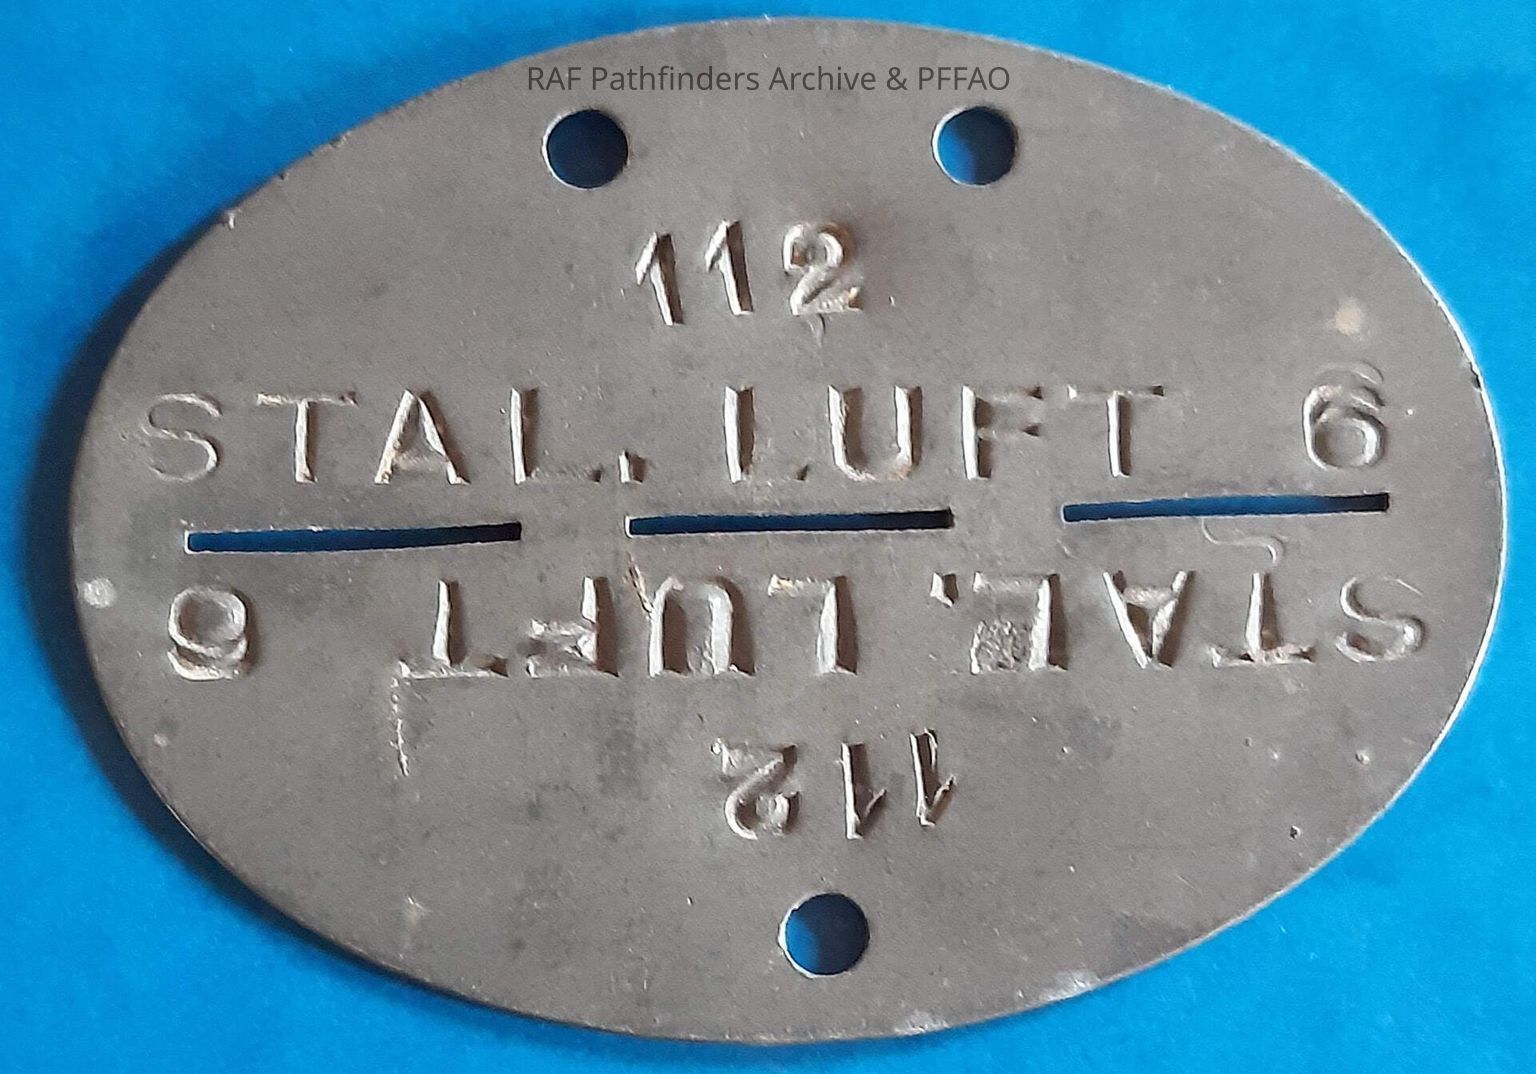 RAF Pathfinders Archive & PFFAO
112
STAL. LUFT 6
STAL. LUFT 6
112